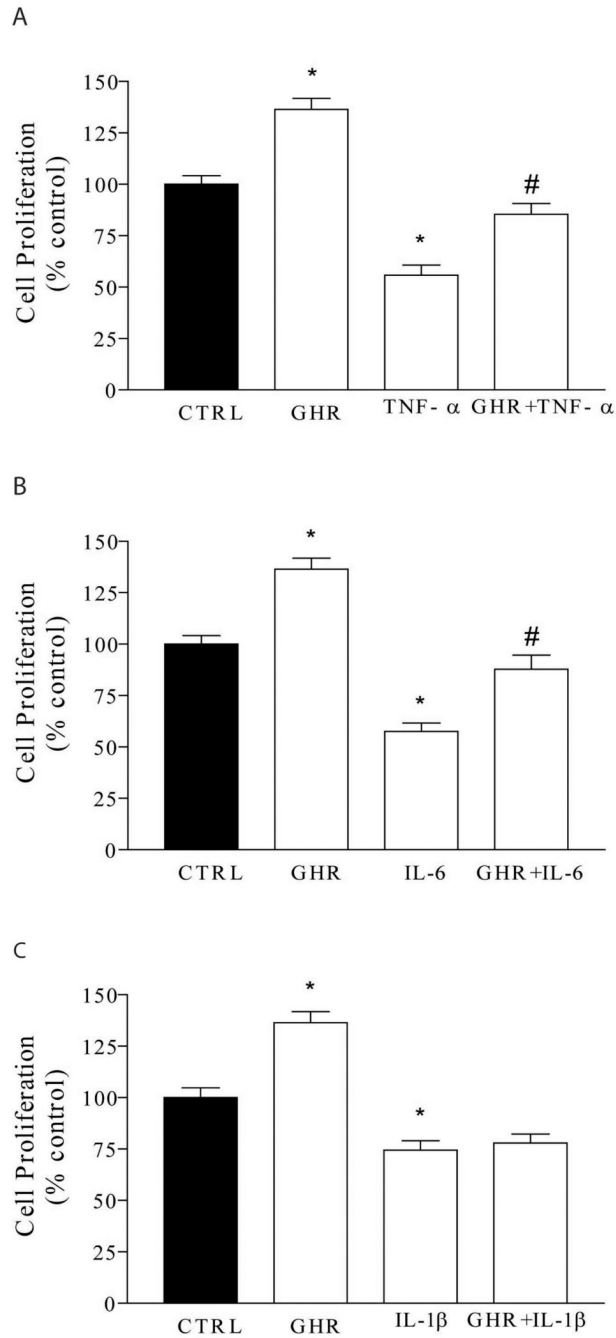 A
Cell Proliferation
(% control)
150
125
100
75
50
25
0
*
*
#
CTRL GHR TNF- α GHR+TNF- α
B
Cell Proliferation
(% control)
150
125
100
75
50
25
0
*
*
#
CTRL GHR IL-6 GHR+IL-6
C
Cell Proliferation
(% control)
150
125
100
75
50
25
0
*
*
CTRL GHR IL-1β GHR+IL-1β